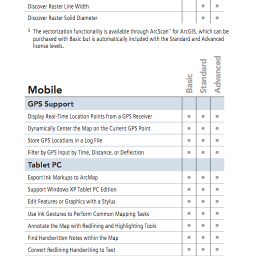 Discover Raster Line Width
Discover Raster Solid Diameter
5 The vectorization functionality is available through ArcScan™ for ArcGIS, which can be
purchased with Basic but is automatically included with the Standard and Advanced
license levels.
Mobile
Basic
Standard
Advanced
GPS Support
Display Real-Time Location Points from a GPS Receiver
Dynamically Center the Map on the Current GPS Point
Store GPS Locations in a Log File
Filter by GPS Input by Time, Distance, or Deflection
Tablet PC
Export Ink Markups to ArcMap
Support Windows XP Tablet PC Edition
Edit Features or Graphics with a Stylus
Use Ink Gestures to Perform Common Mapping Tasks
Annotate the Map with Redlining and Highlighting Tools
Find Handwritten Notes within the Map
Convert Redlining Handwriting to Text